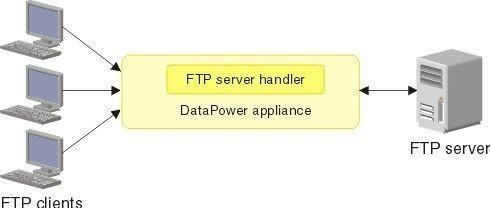 FTP server handler
DataPower appliance
FTP server
FTP clients